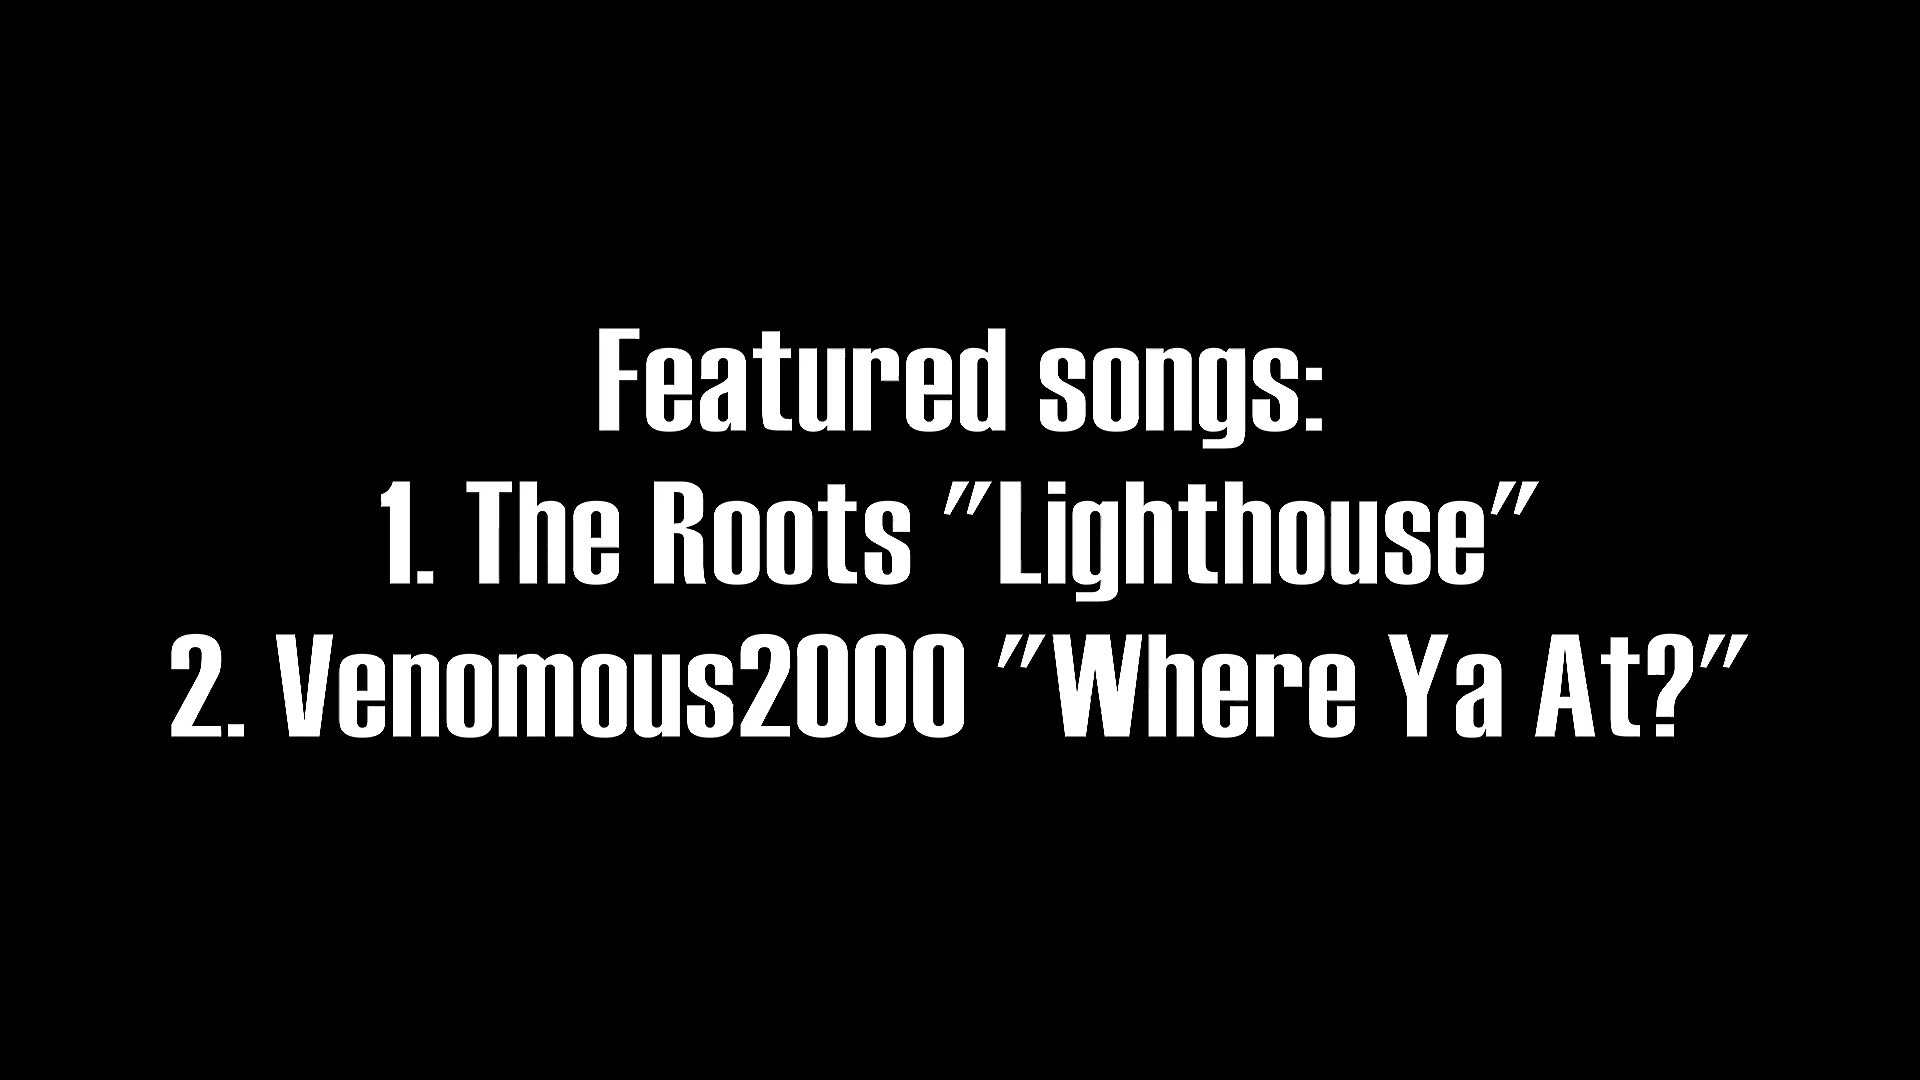 Featured songs:
1. The Roots "Lighthouse"
2. Venomous2000 "Where Ya At?"